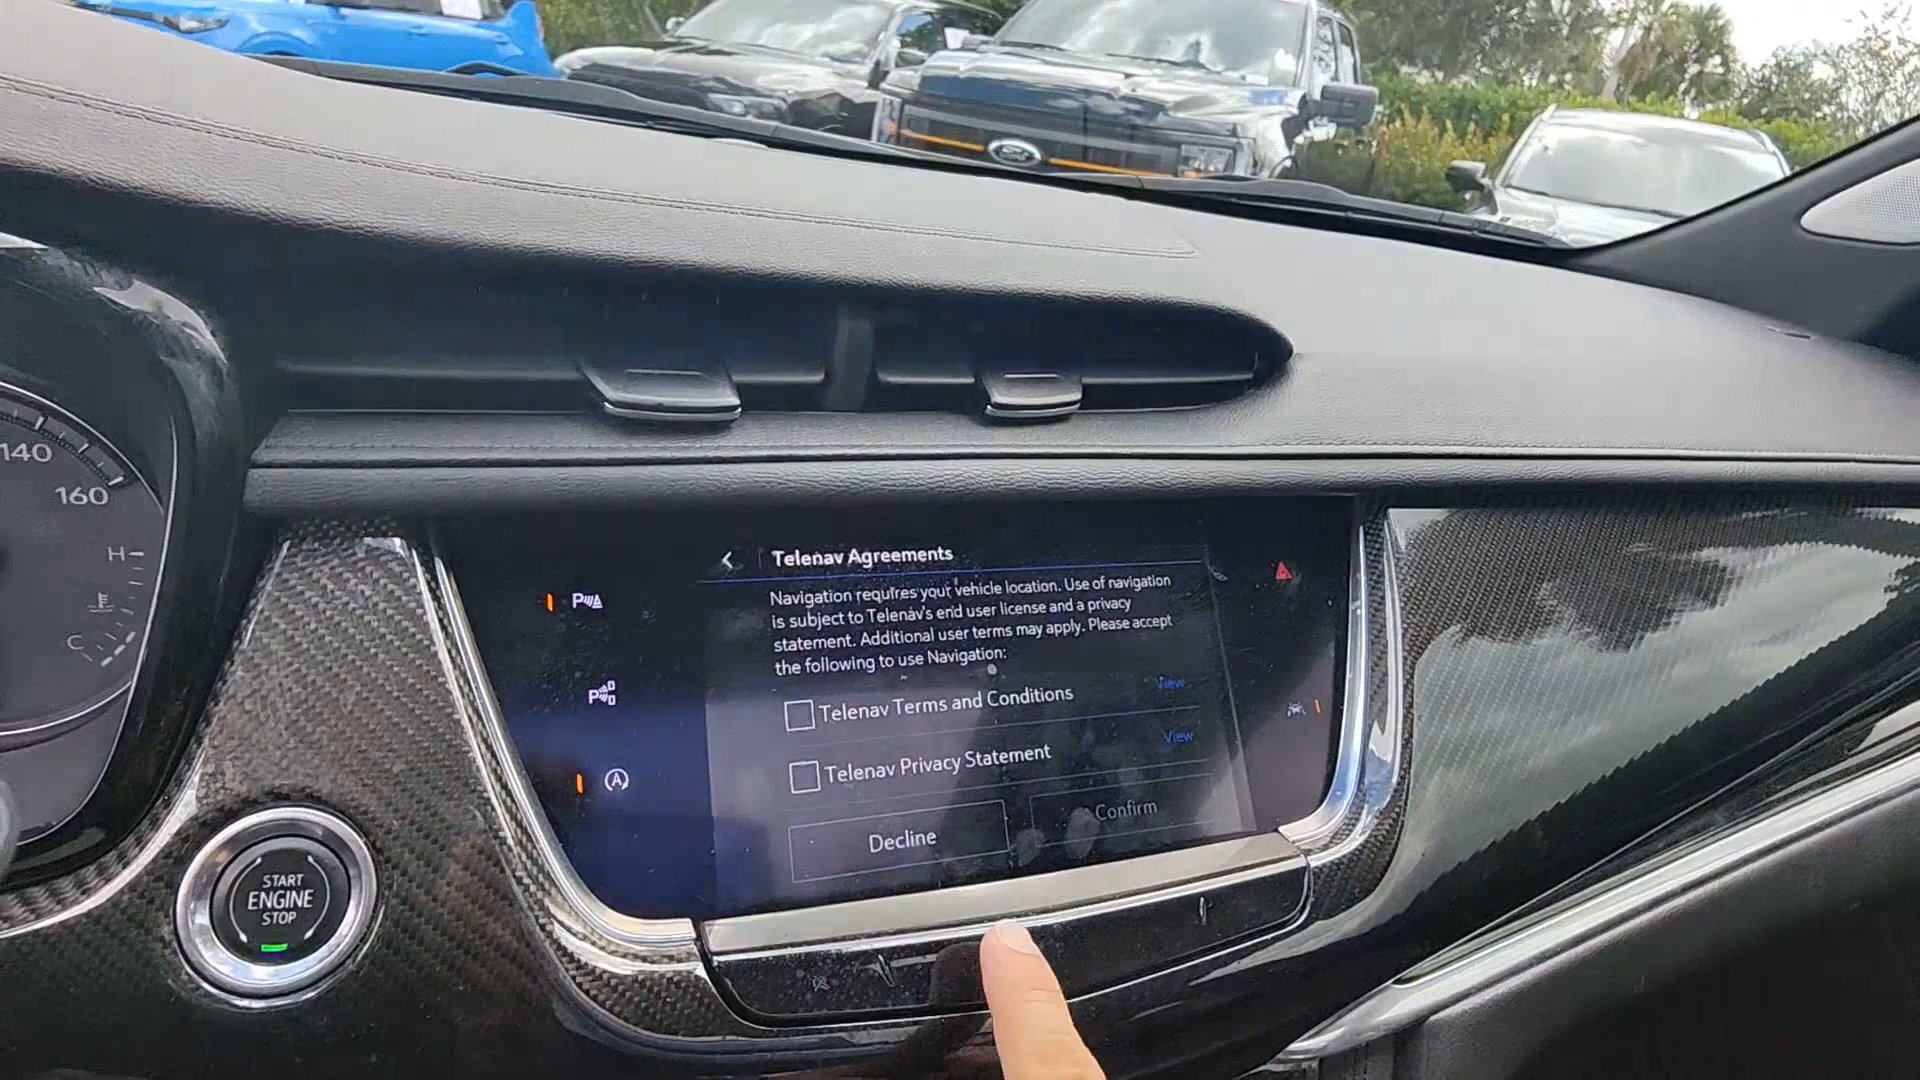 Ford
140
160
H
C
Telenav Agreements
Navigation requires your vehicle location. Use of navigation
is subject to Telenav's end user license and a privacy
statement. Additional user terms may apply. Please accept
the following to use Navigation:
Telenav Terms and Conditions
View
Telenav Privacy Statement
View
Decline
Confirm
P
P
A
START
ENGINE
STOP